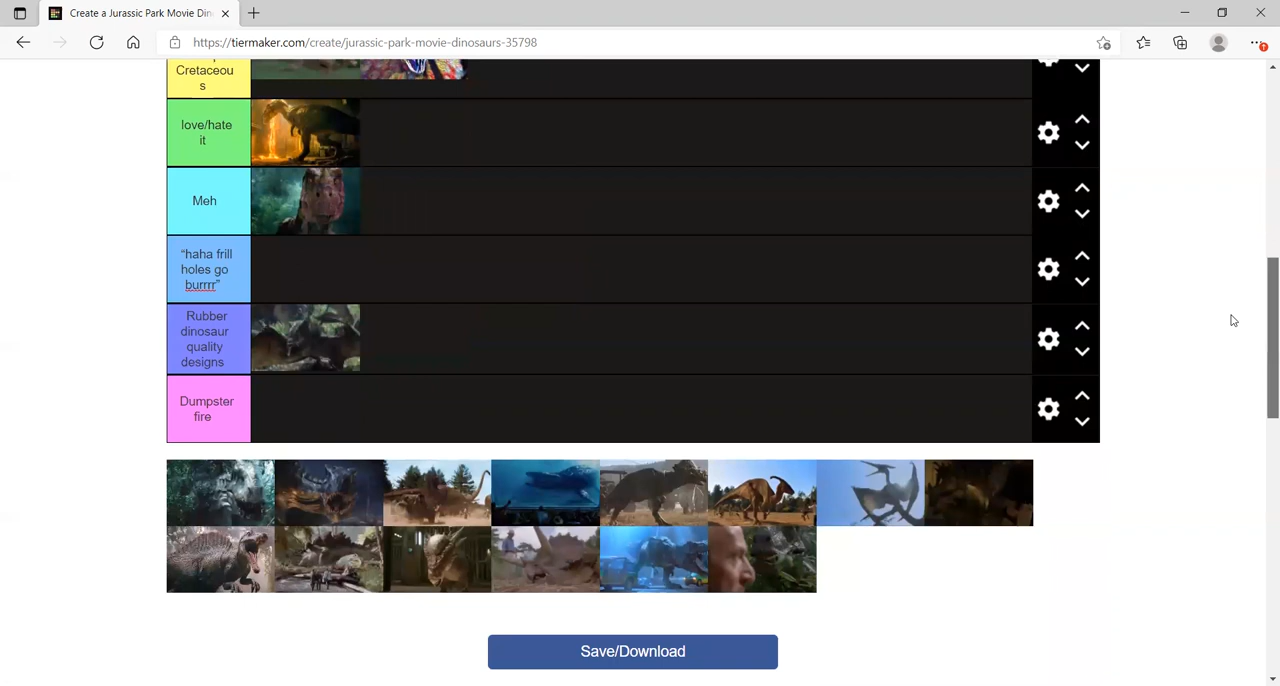 Create a Jurassic Park Movie Din
https://tiermaker.com/create/jurassic-park-movie-dinosaurs-35798
Cretaceou
s
love/hate
it
Meh
“haha frill
holes go
burrrr”
Rubber
dinosaur
quality
designs
Dumpster
fire
Save/Download